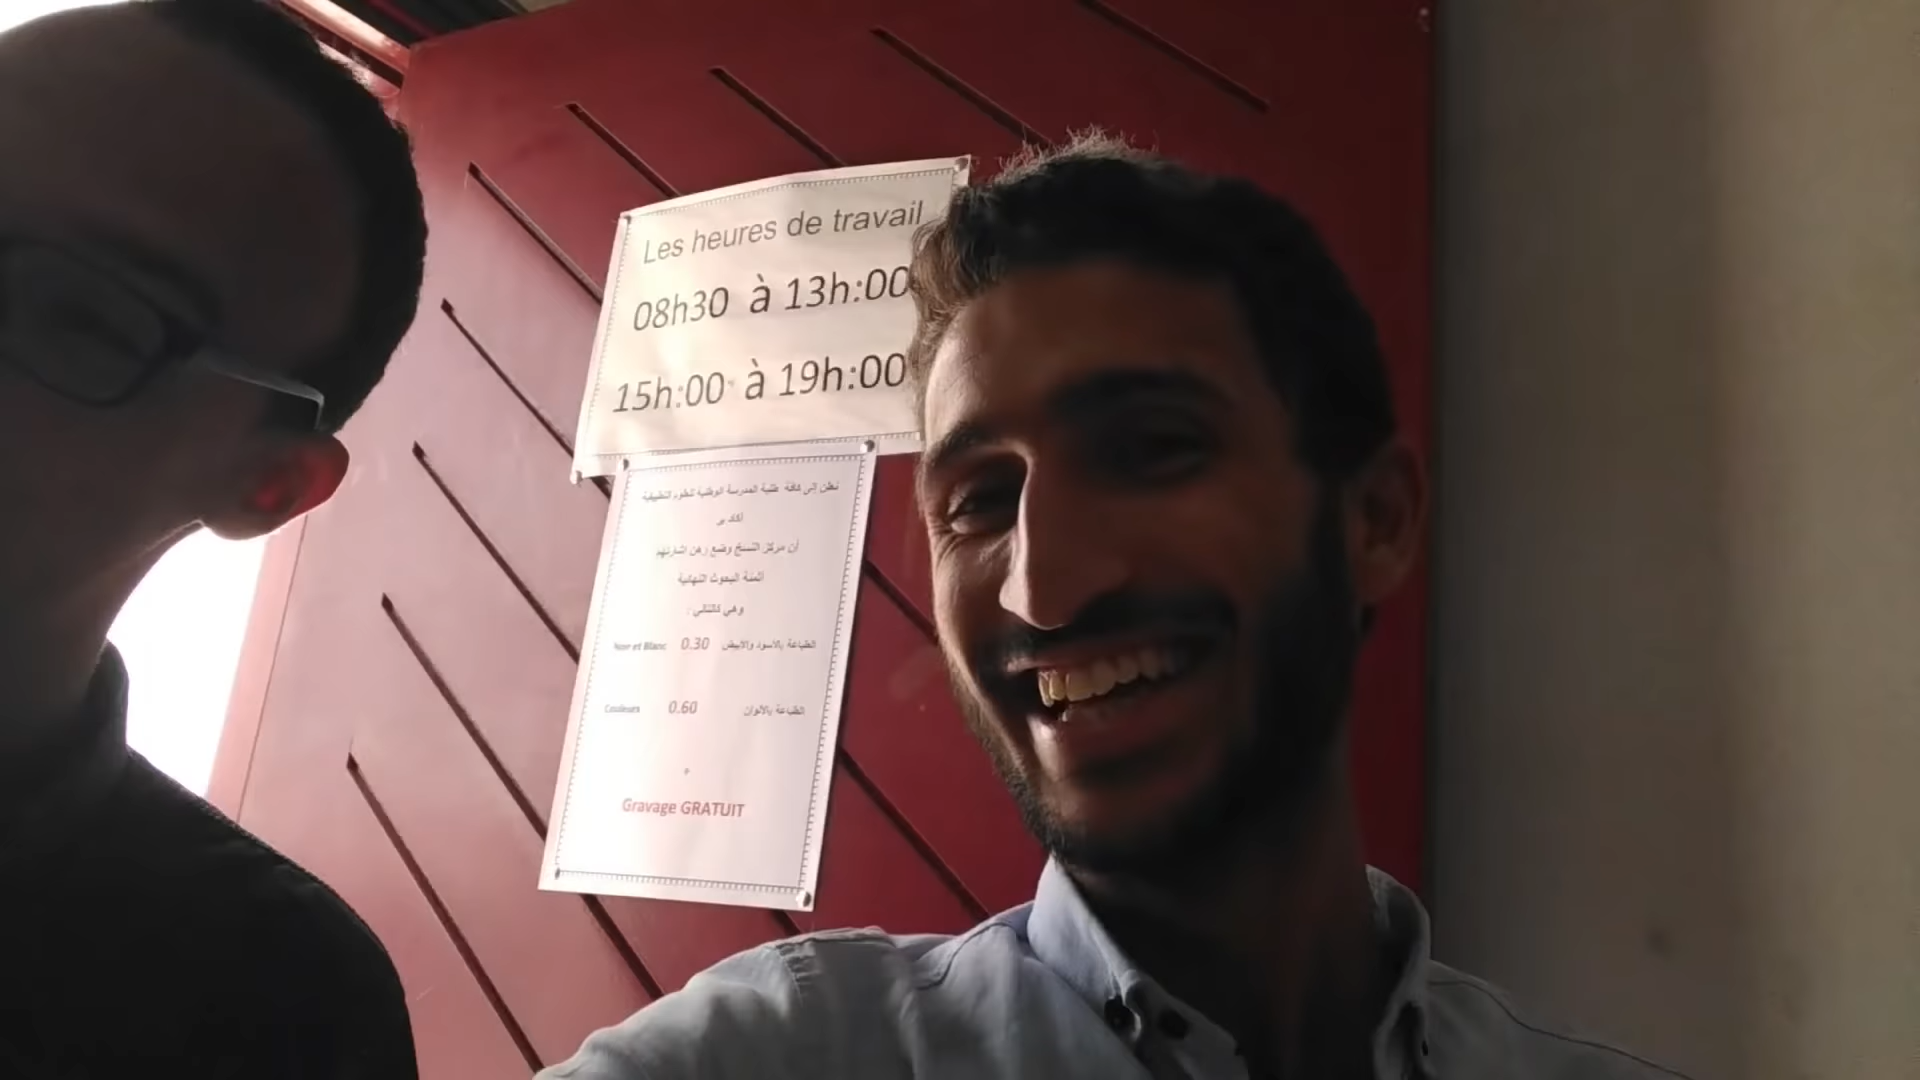 Les heures de travail
08h30 à 13h:00
15h:00 à 19h:00
نعلن إلى كافة طلبة المدرسة الوطنية للعلوم التطبيقية
أكادير
أن مركز النسخ وضع رهن اشارتهم
أثمنة البحوث النهائية
وهي كالتالي :
Noir et Blanc 0.30 الطباعة بالأسود والأبيض
Couleurs 0.60 الطباعة بالألوان
و
Gravage GRATUIT